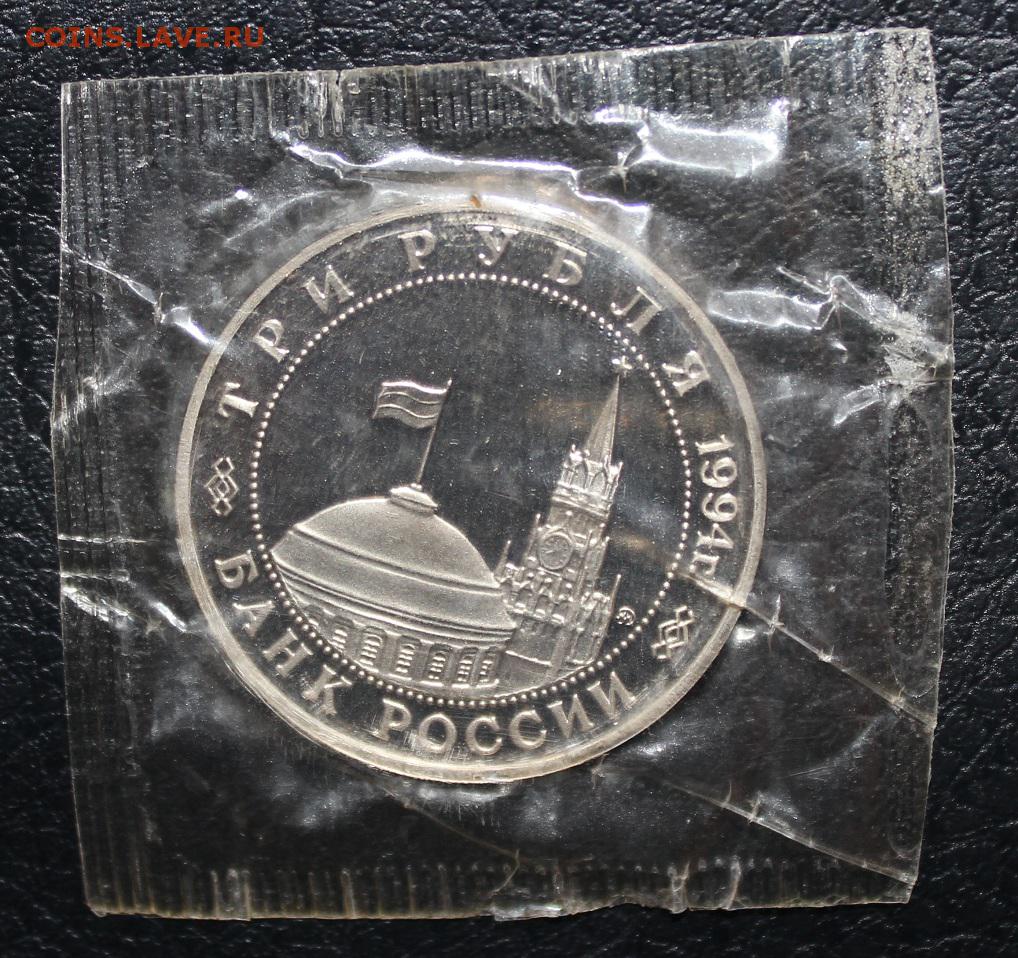 COINS.LAVE.RU
ТРИ РУБЛЯ 1994г.
БАНК РОССИИ